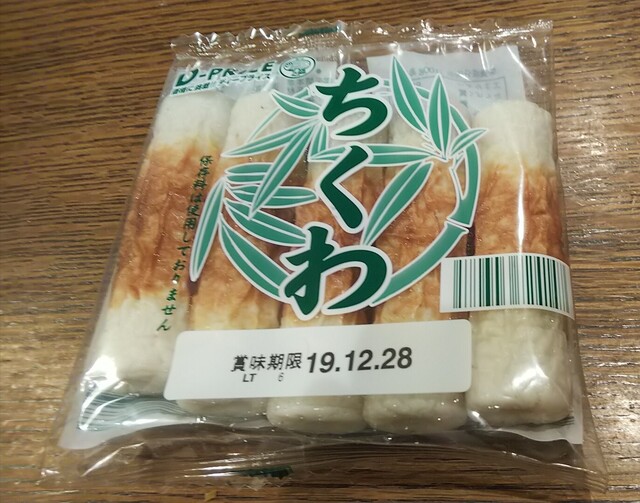 D-PRICE
ちくわ
保存料は使用しておりません
賞味期限 19.12.28
LT 6